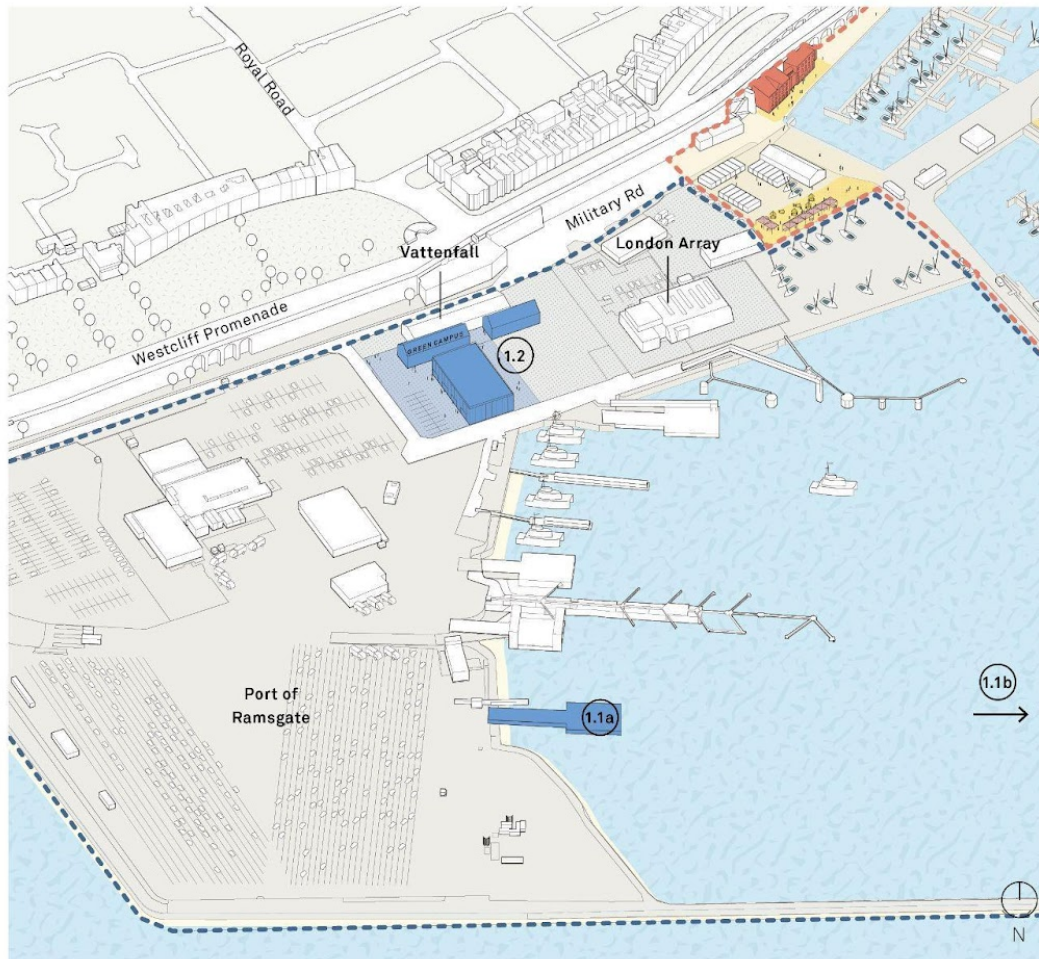 Royal Road
Military Rd
Vattenfall
London Array
Westcliff Promenade
GREEN CAMPUS
1.2
1.1b
Port of
Ramsgate
1.1a
N